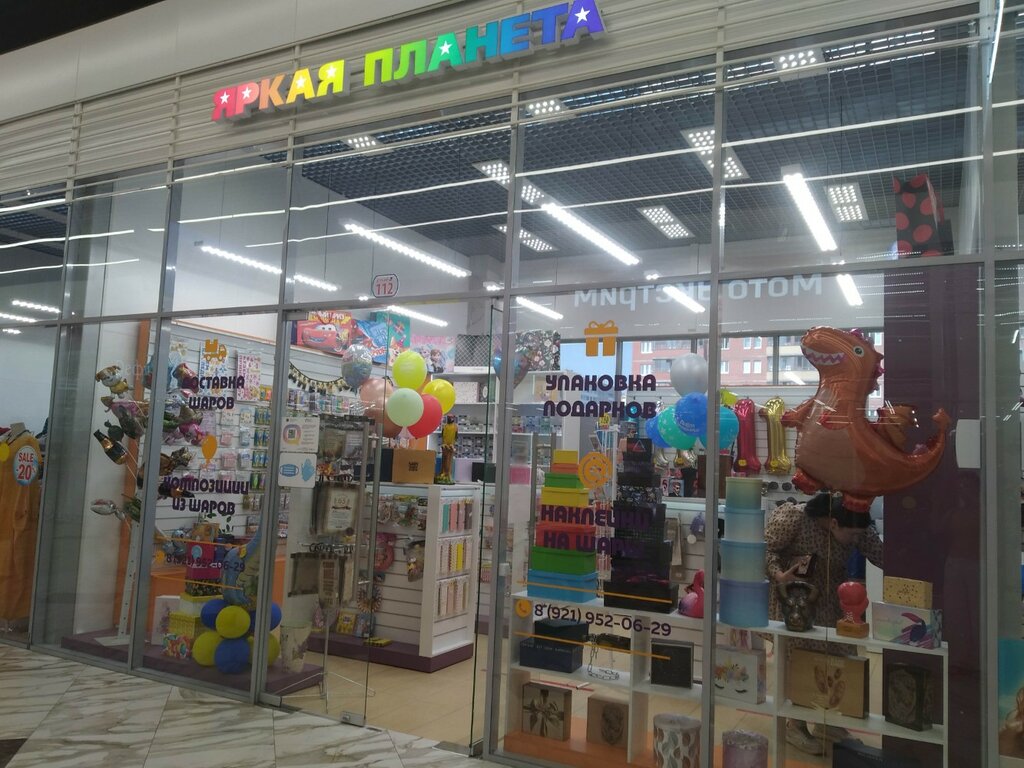 ЯРКАЯ ПЛАНЕТА
112
ДОСТАВКА
ШАРОВ
КОМПОЗИЦИИ
ИЗ ШАРОВ
УПАКОВКА
ПОДАРКОВ
НАКЛЕЙКИ
НА ШАРЫ
8 (921) 952-06-29
SALE
20